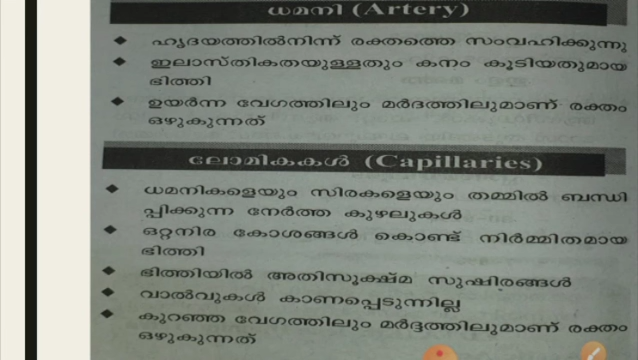 ധമനി (Artery)
◆ ഹൃദയത്തിൽനിന്ന് രക്തത്തെ സംവഹിക്കുന്നു
◆ ഇലാസ്തികതയുള്ളതും കനം കൂടിയതുമായ
ഭിത്തി
◆ ഉയർന്ന വേഗത്തിലും മർദത്തിലുമാണ് രക്തം
ഒഴുകുന്നത്
ലോമികകൾ (Capillaries)
◆ ധമനികളെയും സിരകളെയും തമ്മിൽ ബന്ധി
പ്പിക്കുന്ന നേർത്ത കുഴലുകൾ
◆ ഒറ്റനിര കോശങ്ങൾ കൊണ്ട് നിർമ്മിതമായ
ഭിത്തി
◆ ഭിത്തിയിൽ അതിസൂക്ഷ്മ സുഷിരങ്ങൾ
◆ വാൽവുകൾ കാണപ്പെടുന്നില്ല
◆ കുറഞ്ഞ വേഗത്തിലും മർദ്ദത്തിലുമാണ് രക്തം
ഒഴുകുന്നത്